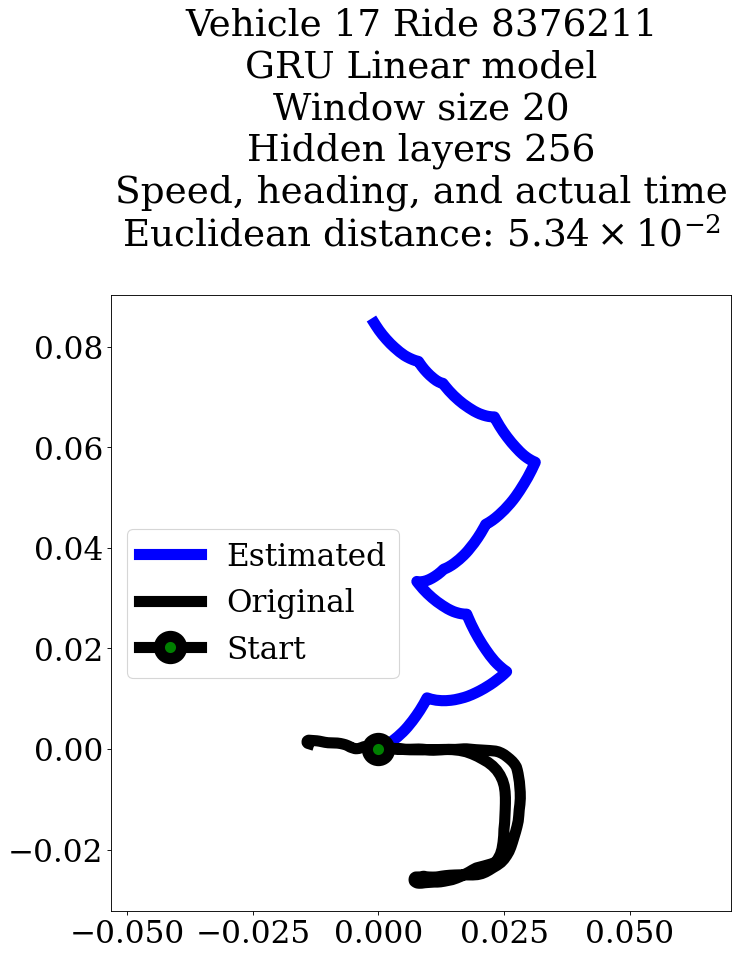 Vehicle 17 Ride 8376211
GRU Linear model
Window size 20
Hidden layers 256
Speed, heading, and actual time
Euclidean distance: 5.34 × 10⁻²
0.08
0.06
0.04
0.02
0.00
−0.02
Estimated
Original
Start
−0.050 −0.025 0.000 0.025 0.050